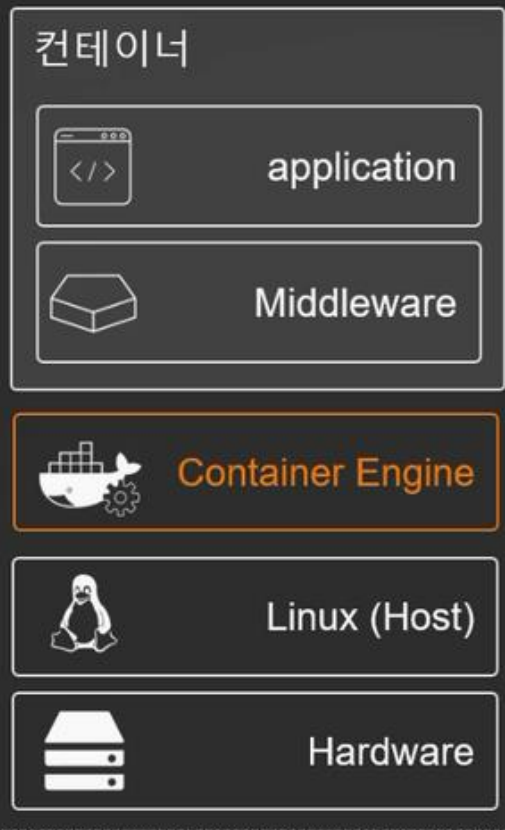 컨테이너
application
Middleware
Container Engine
Linux (Host)
Hardware